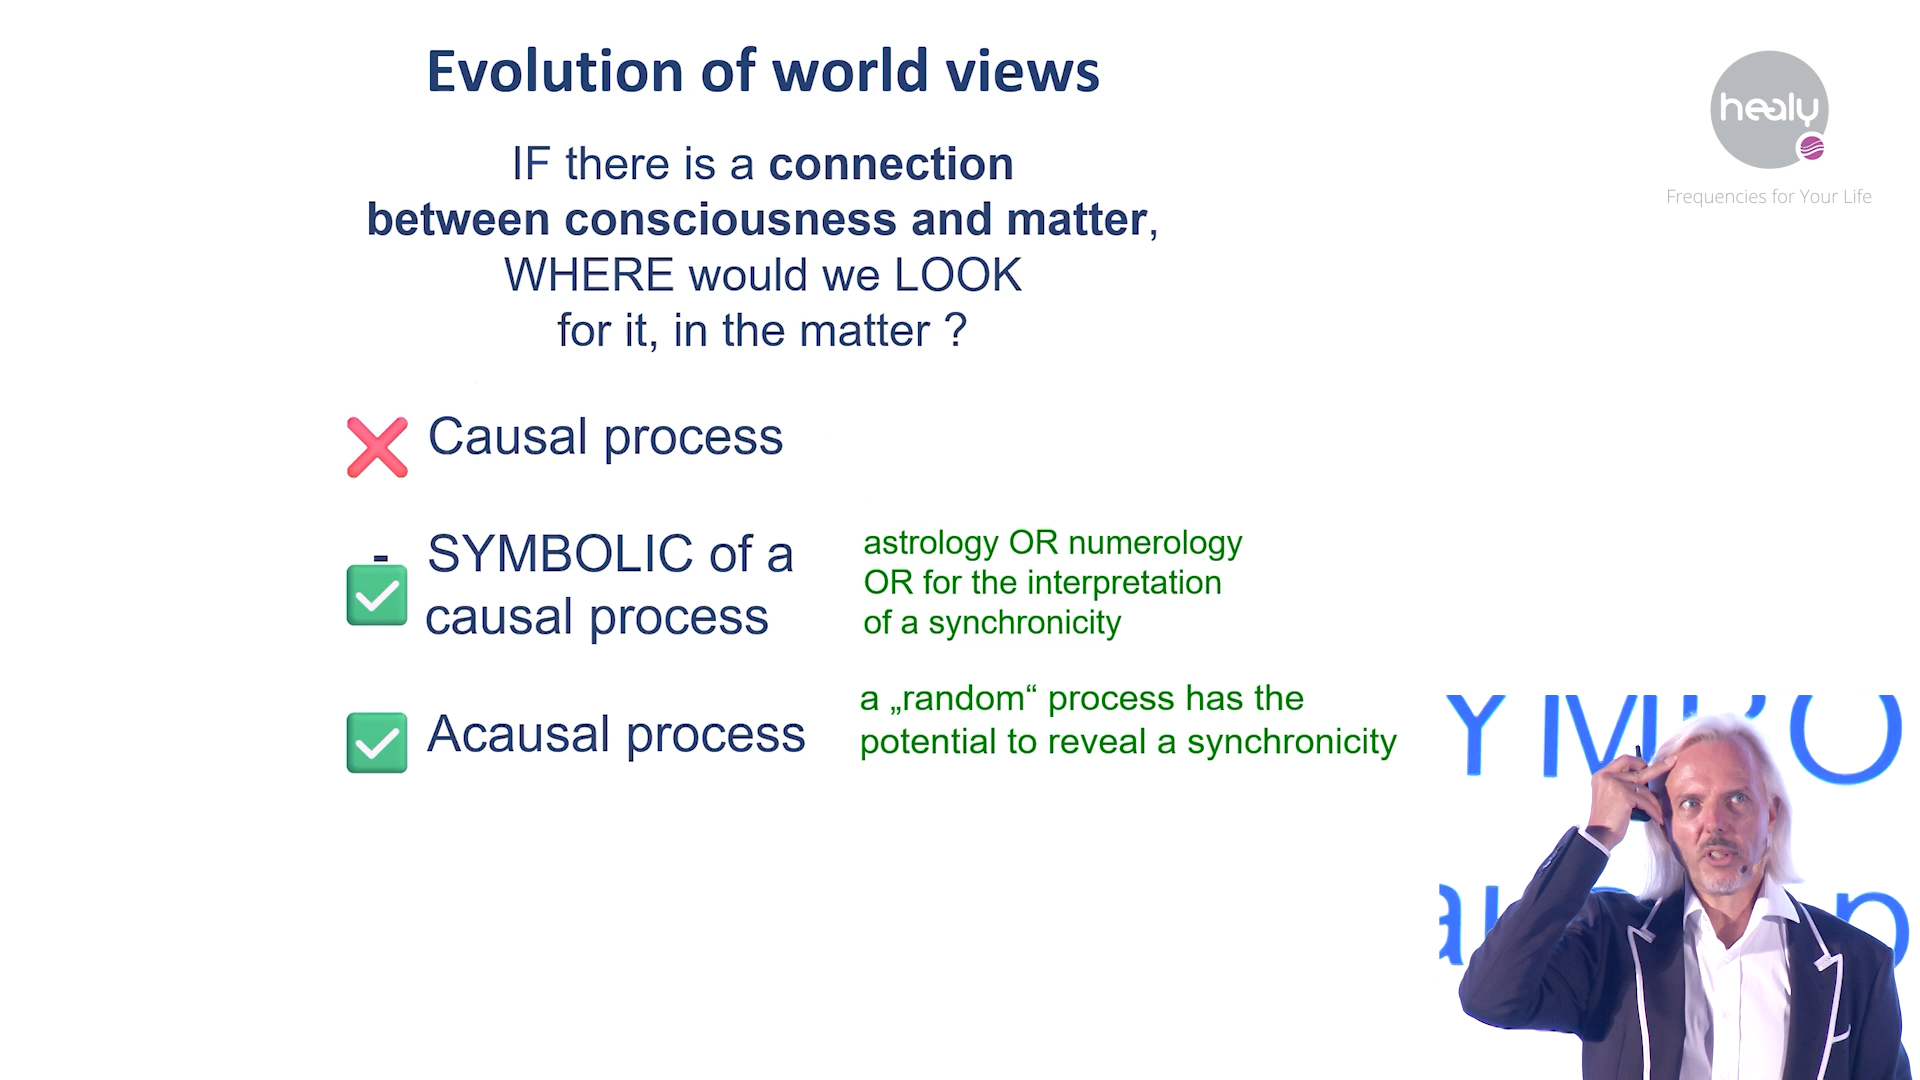 Evolution of world views
healy
Frequencies for Your Life
IF there is a connection
between consciousness and matter,
WHERE would we LOOK
for it, in the matter ?
Causal process
- SYMBOLIC of a
causal process
astrology OR numerology
OR for the interpretation
of a synchronicity
Acausal process
a „random“ process has the
potential to reveal a synchronicity